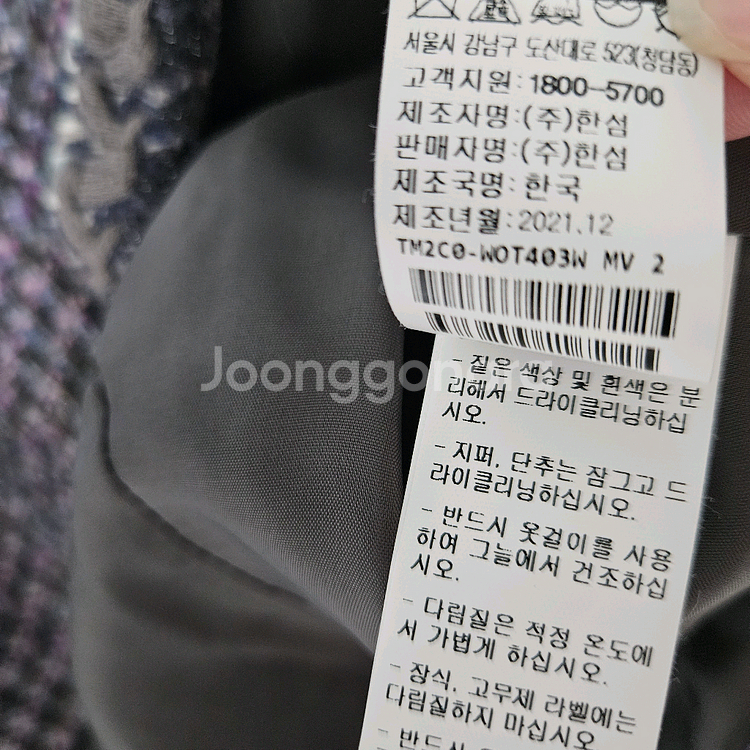 서울시 강남구 도산대로 523(청담동)
고객지원: 1800-5700
제조자명:(주)한섬
판매자명:(주)한섬
제조국명: 한국
제조년월:2021.12
TM2C0-WOT403W MV 2
- 짙은 색상 및 흰색은 분
리해서 드라이클리닝하십
시오.
- 지퍼, 단추는 잠그고 드
라이클리닝하십시오.
- 반드시 옷걸이를 사용
하여 그늘에서 건조하십
시오.
- 다림질은 적정 온도에
서 가볍게 하십시오.
- 장식, 고무제 라벨에는
다림질하지 마십시오.
- 반드시